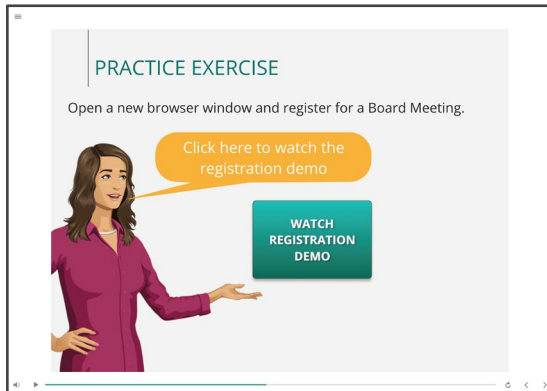 PRACTICE EXERCISE
Open a new browser window and register for a Board Meeting.
Click here to watch the
registration demo
WATCH
REGISTRATION
DEMO